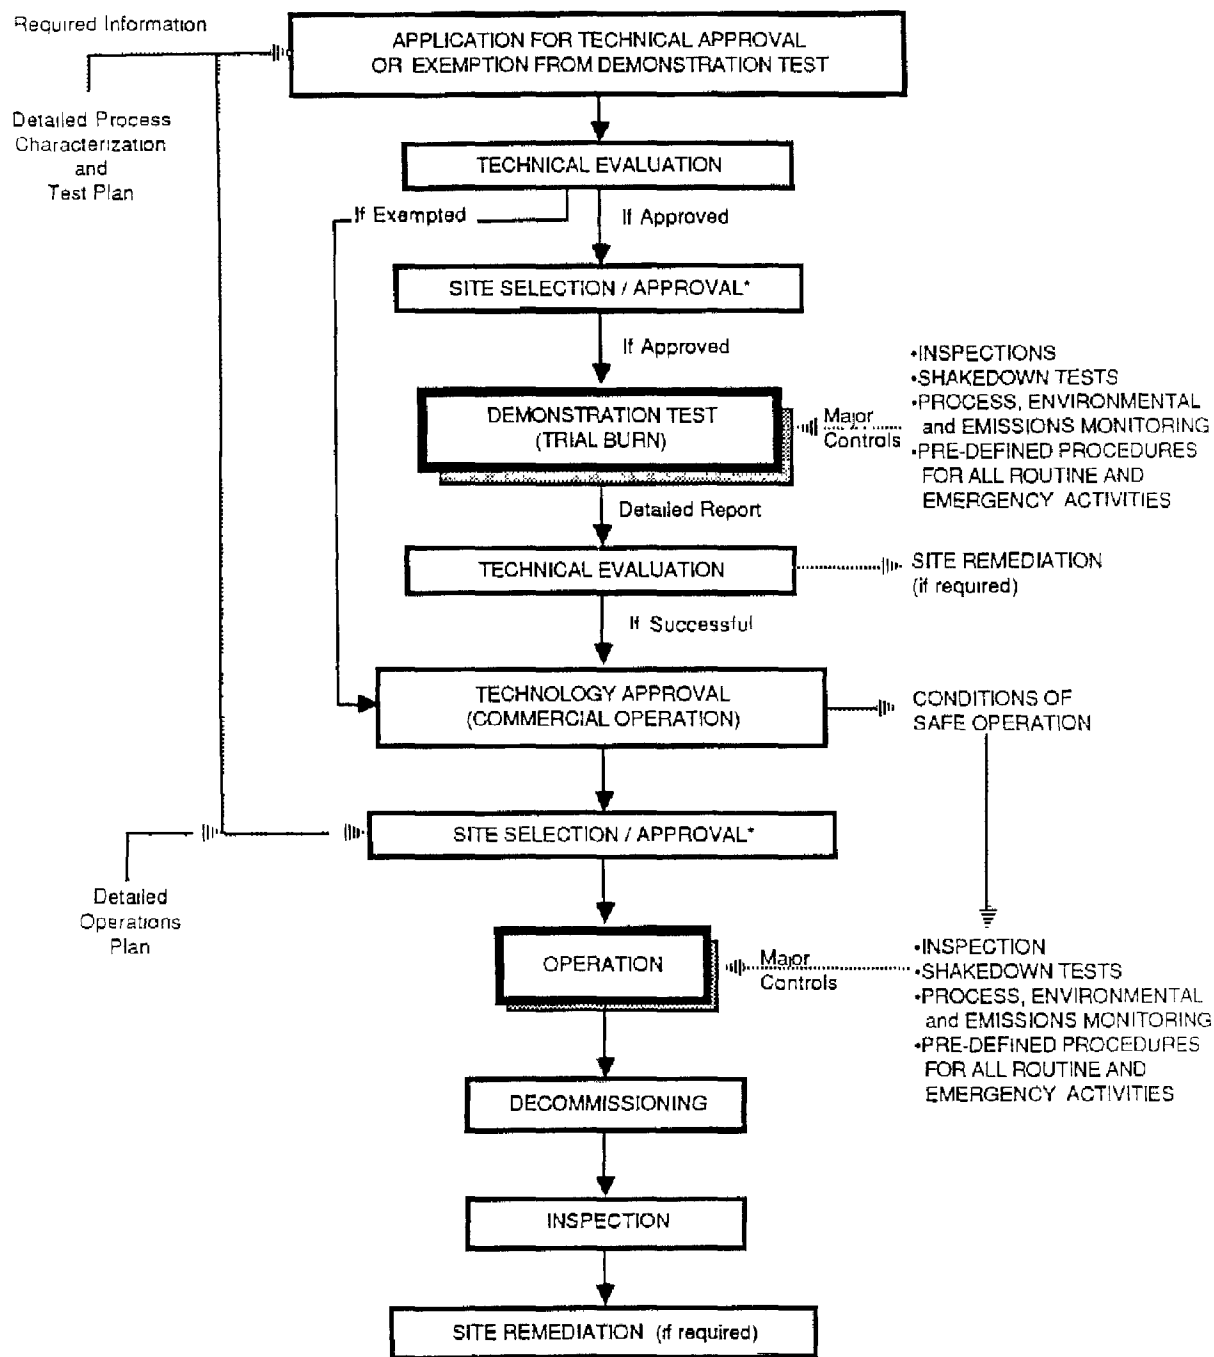 Required Information
APPLICATION FOR TECHNICAL APPROVAL
OR EXEMPTION FROM DEMONSTRATION TEST
Detailed Process
Characterization
and
Test Plan
TECHNICAL EVALUATION
If Exempted
If Approved
SITE SELECTION / APPROVAL*
If Approved
DEMONSTRATION TEST
(TRIAL BURN)
Major
Controls
•INSPECTIONS
•SHAKEDOWN TESTS
•PROCESS, ENVIRONMENTAL
and EMISSIONS MONITORING
•PRE-DEFINED PROCEDURES
FOR ALL ROUTINE AND
EMERGENCY ACTIVITIES
Detailed Report
TECHNICAL EVALUATION
SITE REMEDIATION
(if required)
If Successful
TECHNOLOGY APPROVAL
(COMMERCIAL OPERATION)
CONDITIONS OF
SAFE OPERATION
SITE SELECTION / APPROVAL*
Detailed
Operations
Plan
OPERATION
Major
Controls
•INSPECTION
•SHAKEDOWN TESTS
•PROCESS, ENVIRONMENTAL
and EMISSIONS MONITORING
•PRE-DEFINED PROCEDURES
FOR ALL ROUTINE AND
EMERGENCY ACTIVITIES
DECOMMISSIONING
INSPECTION
SITE REMEDIATION (if required)